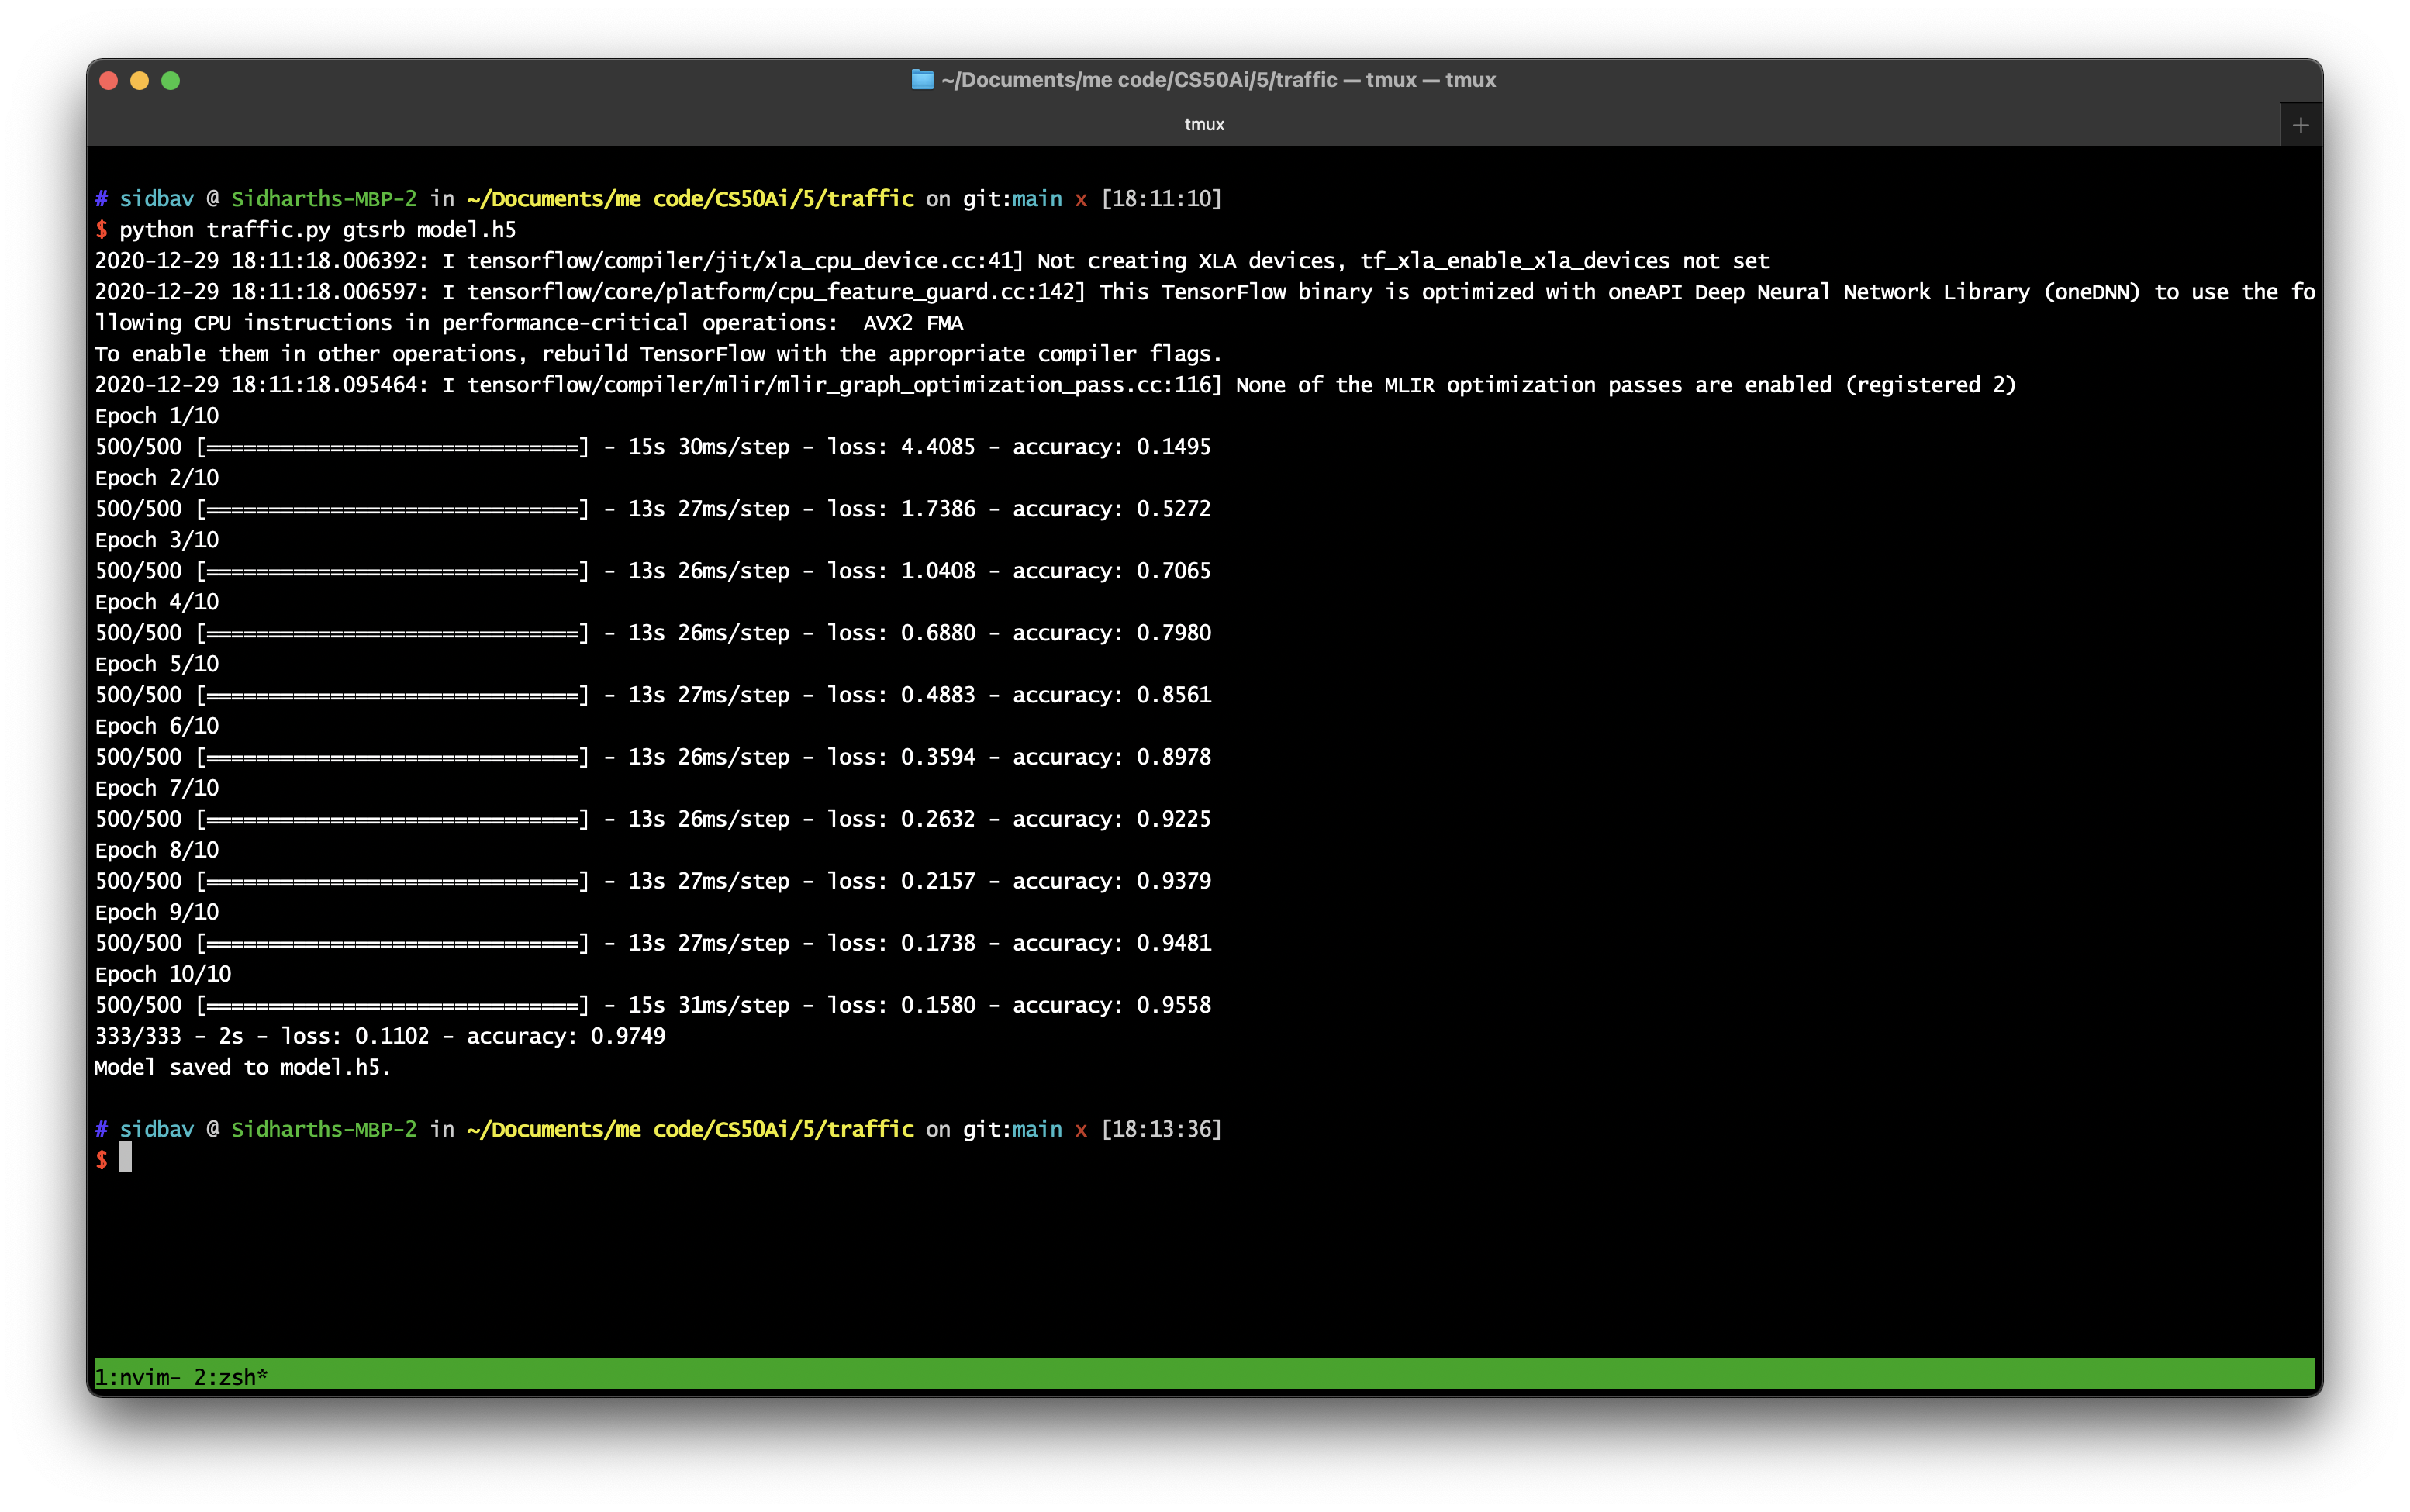 ~/Documents/me code/CS50Ai/5/traffic — tmux — tmux
tmux
# sidbav @ Sidharths-MBP-2 in ~/Documents/me code/CS50Ai/5/traffic on git:main x [18:11:10]
$ python traffic.py gtsrb model.h5
2020-12-29 18:11:18.006392: I tensorflow/compiler/jit/xla_cpu_device.cc:41] Not creating XLA devices, tf_xla_enable_xla_devices not set
2020-12-29 18:11:18.006597: I tensorflow/core/platform/cpu_feature_guard.cc:142] This TensorFlow binary is optimized with oneAPI Deep Neural Network Library (oneDNN) to use the fo
llowing CPU instructions in performance-critical operations:  AVX2 FMA
To enable them in other operations, rebuild TensorFlow with the appropriate compiler flags.
2020-12-29 18:11:18.095464: I tensorflow/compiler/mlir/mlir_graph_optimization_pass.cc:116] None of the MLIR optimization passes are enabled (registered 2)
Epoch 1/10
500/500 [==============================] - 15s 30ms/step - loss: 4.4085 - accuracy: 0.1495
Epoch 2/10
500/500 [==============================] - 13s 27ms/step - loss: 1.7386 - accuracy: 0.5272
Epoch 3/10
500/500 [==============================] - 13s 26ms/step - loss: 1.0408 - accuracy: 0.7065
Epoch 4/10
500/500 [==============================] - 13s 26ms/step - loss: 0.6880 - accuracy: 0.7980
Epoch 5/10
500/500 [==============================] - 13s 27ms/step - loss: 0.4883 - accuracy: 0.8561
Epoch 6/10
500/500 [==============================] - 13s 26ms/step - loss: 0.3594 - accuracy: 0.8978
Epoch 7/10
500/500 [==============================] - 13s 26ms/step - loss: 0.2632 - accuracy: 0.9225
Epoch 8/10
500/500 [==============================] - 13s 27ms/step - loss: 0.2157 - accuracy: 0.9379
Epoch 9/10
500/500 [==============================] - 13s 27ms/step - loss: 0.1738 - accuracy: 0.9481
Epoch 10/10
500/500 [==============================] - 15s 31ms/step - loss: 0.1580 - accuracy: 0.9558
333/333 - 2s - loss: 0.1102 - accuracy: 0.9749
Model saved to model.h5.
# sidbav @ Sidharths-MBP-2 in ~/Documents/me code/CS50Ai/5/traffic on git:main x [18:13:36]
$
1:nvim- 2:zsh*